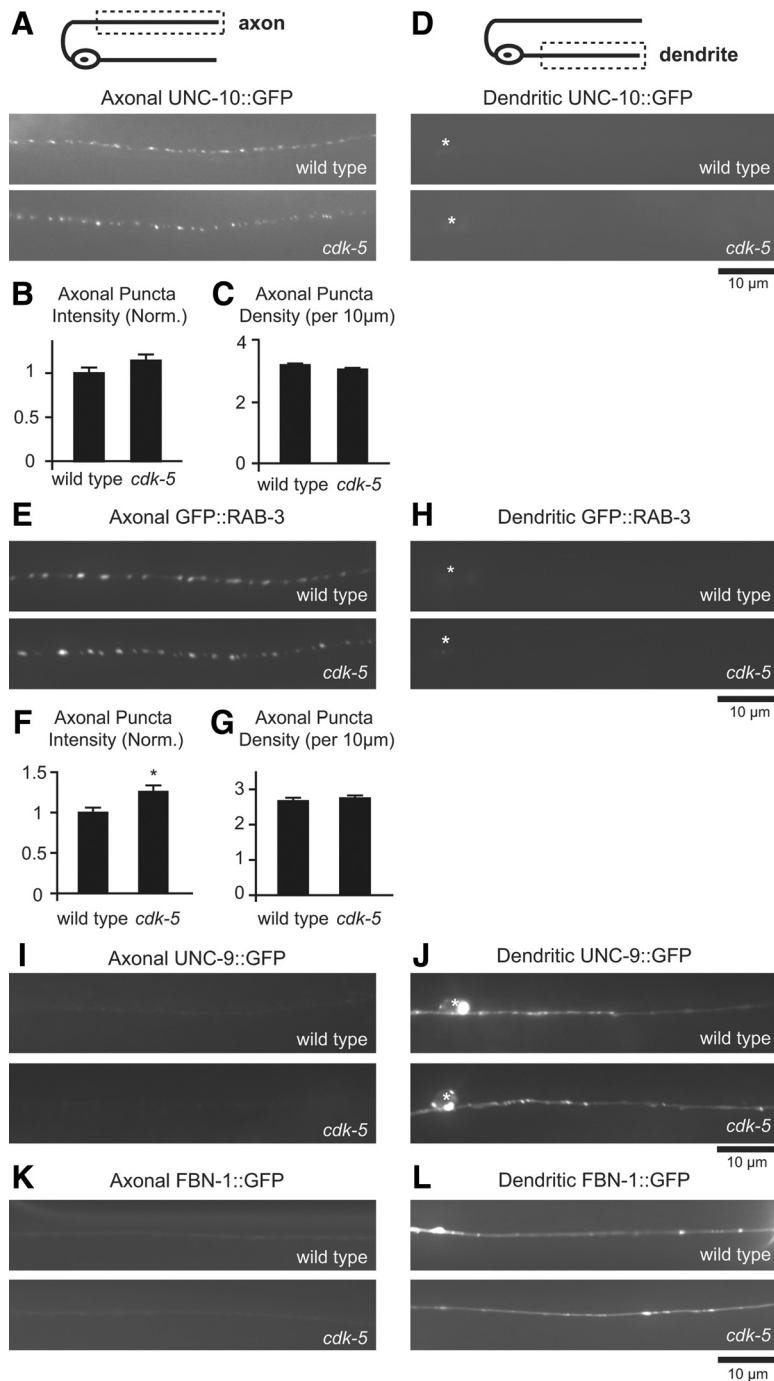 A
axon
D
dendrite
Axonal UNC-10::GFP
Dendritic UNC-10::GFP
*
wild type
wild type
*
cdk-5
cdk-5
10 µm
B
Axonal Puncta
Intensity (Norm.)
C
Axonal Puncta
Density (per 10µm)
1
0.5
0
wild type cdk-5
4
2
0
wild type cdk-5
E
Axonal GFP::RAB-3
H
Dendritic GFP::RAB-3
*
wild type
wild type
*
cdk-5
cdk-5
10 µm
F
Axonal Puncta
Intensity (Norm.)
G
Axonal Puncta
Density (per 10µm)
1.5
*
1
0.5
0
wild type cdk-5
3
2
1
0
wild type cdk-5
I
Axonal UNC-9::GFP
J
Dendritic UNC-9::GFP
*
wild type
wild type
*
cdk-5
cdk-5
10 µm
K
Axonal FBN-1::GFP
L
Dendritic FBN-1::GFP
wild type
wild type
cdk-5
cdk-5
10 µm